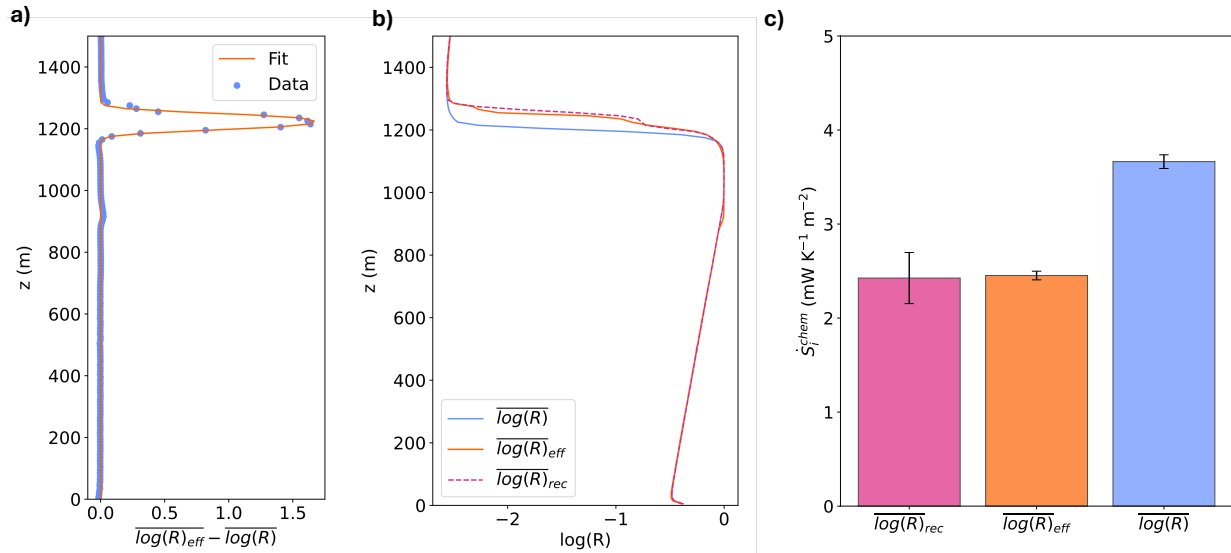 a)
Fit
Data
z (m)
1400
1200
1000
800
600
400
200
0
0.0 0.5 1.0 1.5
log(R)eff − log(R)
b)
z (m)
1400
1200
1000
800
600
400
200
0
log(R)
log(R)eff
log(R)rec
−2 −1 0
log(R)
c)
Ṡᵢᶜʰᵉᵐ (mW K⁻¹ m⁻²)
5
4
3
2
1
0
log(R)rec log(R)eff log(R)